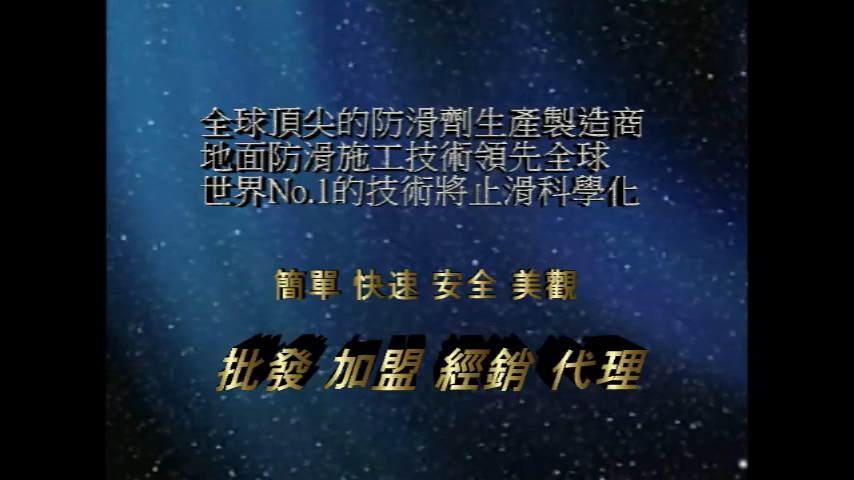 全球頂尖的防滑劑生產製造商
地面防滑施工技術領先全球
世界No.1的技術將止滑科學化
簡單 快速 安全 美觀
批發 加盟 經銷 代理